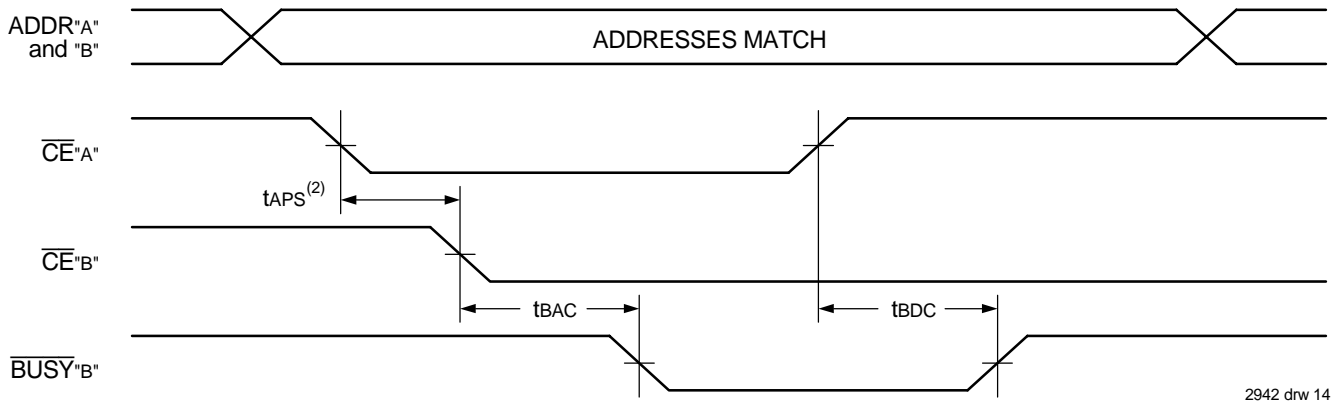 ADDR"A"
and "B"
ADDRESSES MATCH
CE"A"
tAPS(2)
CE"B"
tBAC
tBDC
BUSY"B"
2942 drw 14